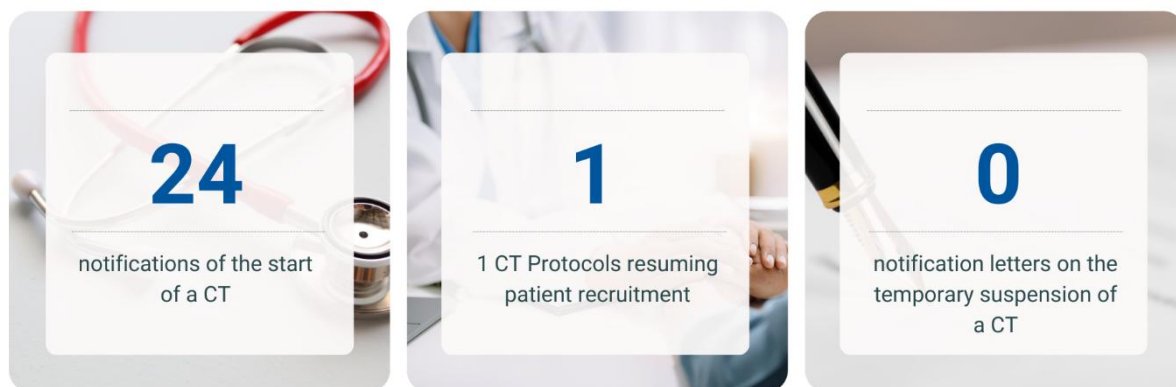 24
notifications of the start
of a CT
1
1 CT Protocols resuming
patient recruitment
0
notification letters on the
temporary suspension of
a CT